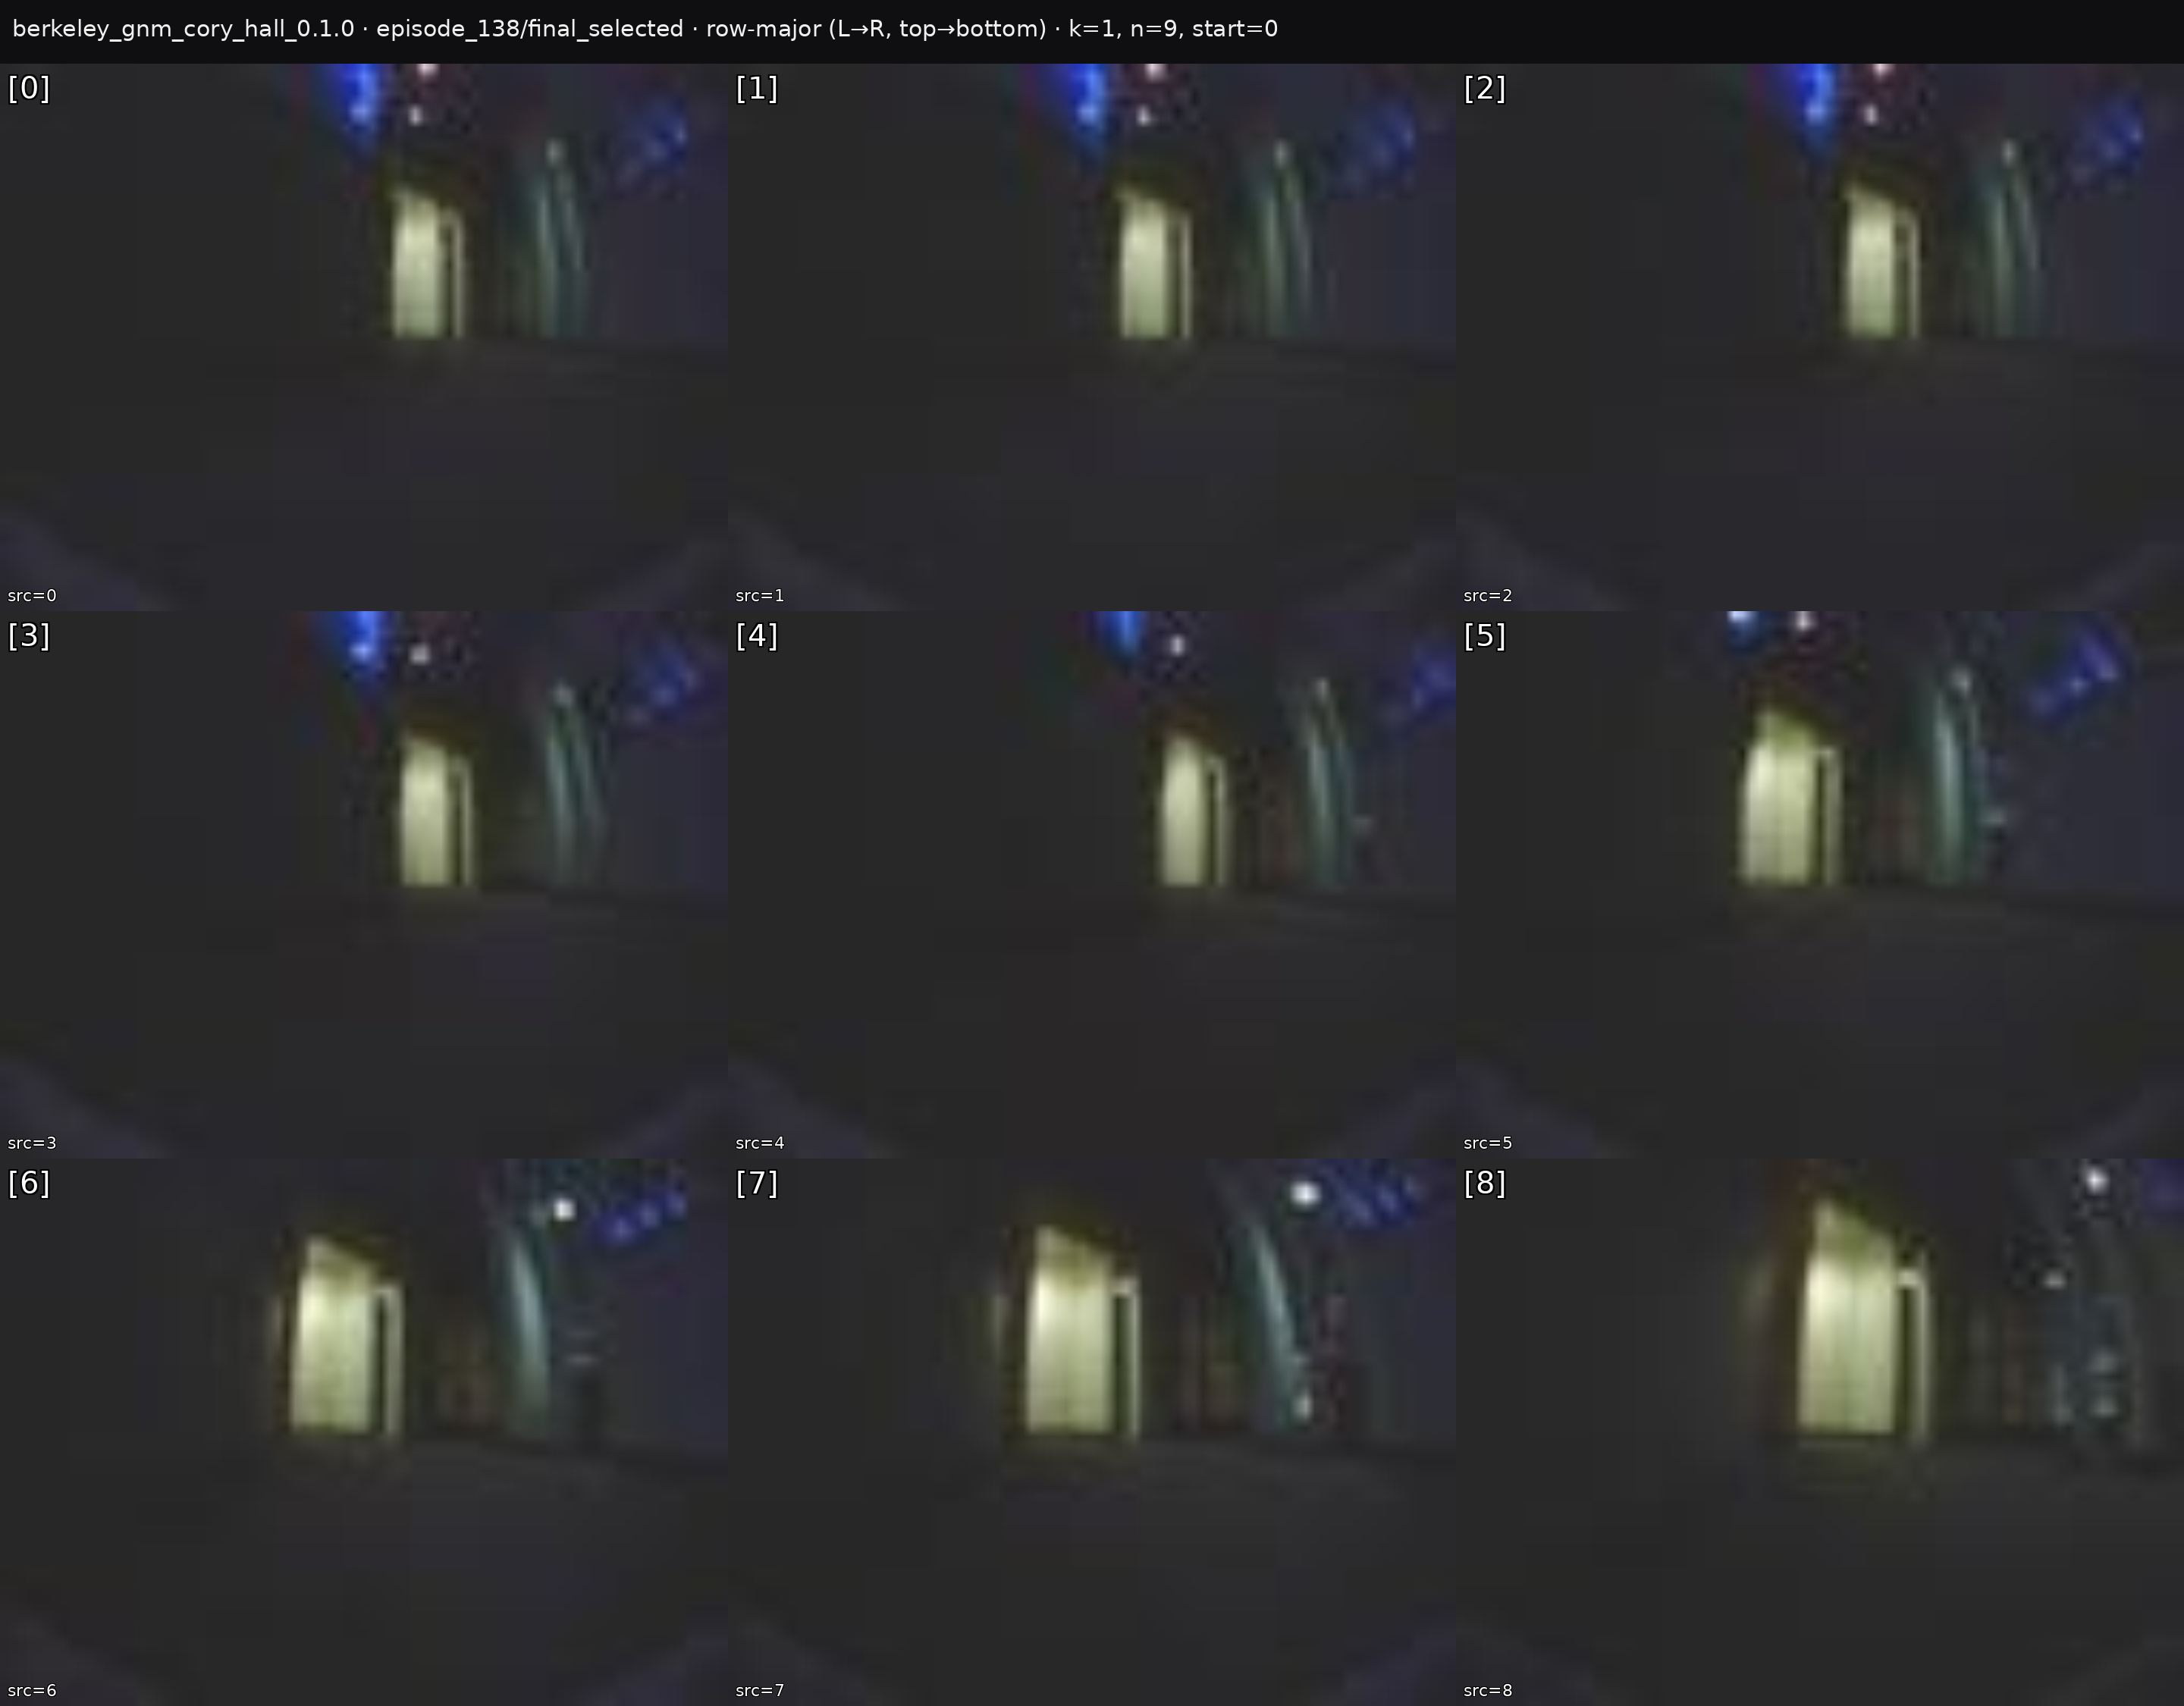 berkeley_gnm_cory_hall_0.1.0 · episode_138/final_selected · row-major (L→R, top→bottom) · k=1, n=9, start=0
[0]
[1]
[2]
src=0
src=1
src=2
[3]
[4]
[5]
src=3
src=4
src=5
[6]
[7]
[8]
src=6
src=7
src=8